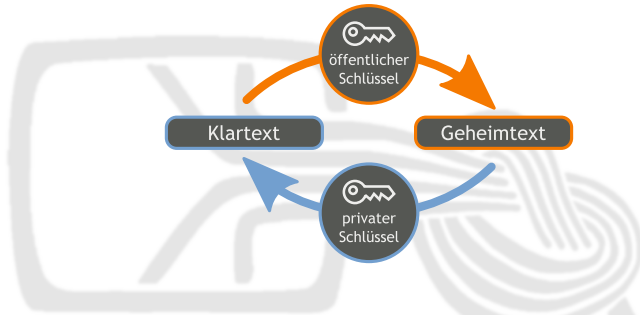 öffentlicher
Schlüssel
Klartext
Geheimtext
privater
Schlüssel